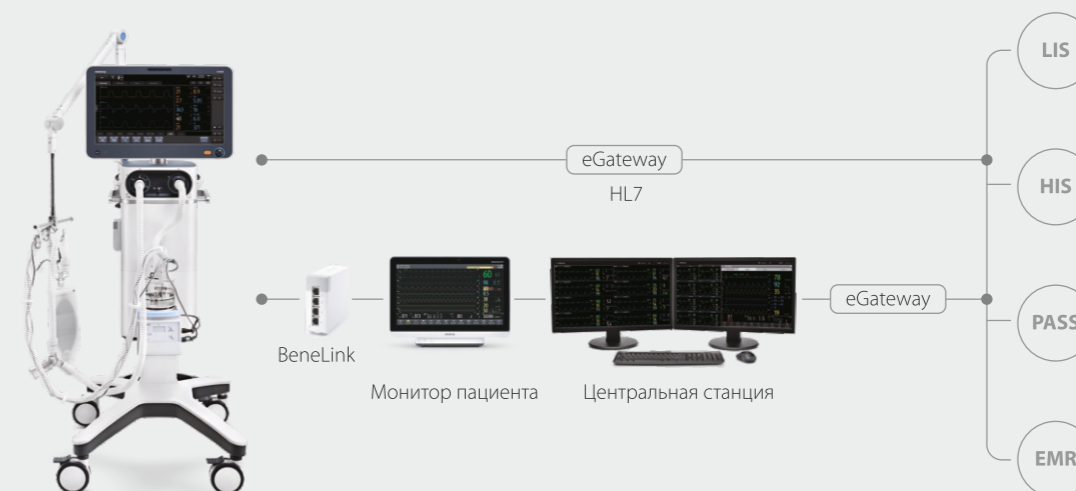 LIS
eGateway
HL7
HIS
eGateway
PASS
BeneLink
Монитор пациента
Центральная станция
EMR